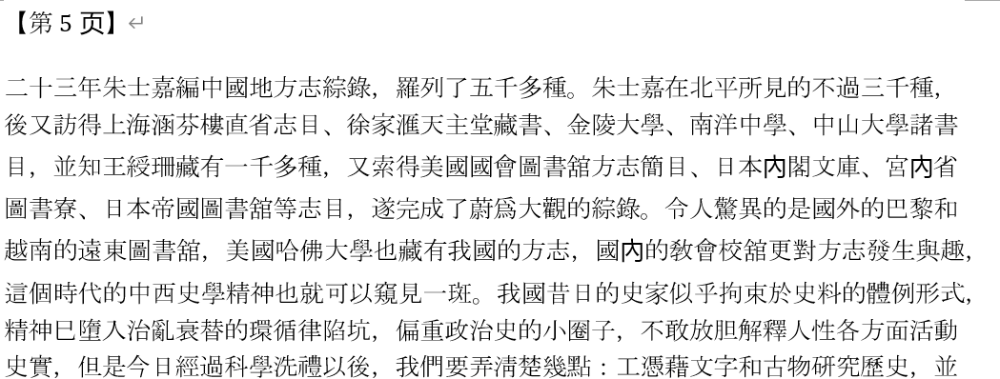 【第 5 页】
二十三年朱士嘉編中國地方志綜錄，羅列了五千多種。朱士嘉在北平所見的不過三千種，
後又訪得上海涵芬樓直省志目、徐家滙天主堂藏書、金陵大學、南洋中學、中山大學諸書
目，並知王綬珊藏有一千多種，又索得美國國會圖書舘方志簡目、日本内閣文庫、宮内省
圖書寮、日本帝國圖書舘等志目，遂完成了蔚爲大觀的綜錄。令人驚異的是國外的巴黎和
越南的遠東圖書舘，美國哈佛大學也藏有我國的方志，國内的敎會校舘更對方志發生與趣，
這個時代的中西史學精神也就可以窺見一斑。我國昔日的史家似乎拘束於史料的體例形式，
精神巳墮入治亂衰替的環循律陷坑，偏重政治史的小圈子，不敢放胆解釋人性各方面活動
史實，但是今日經過科學洗禮以後，我們要弄淸楚幾點：工憑藉文字和古物硏究歷史，並